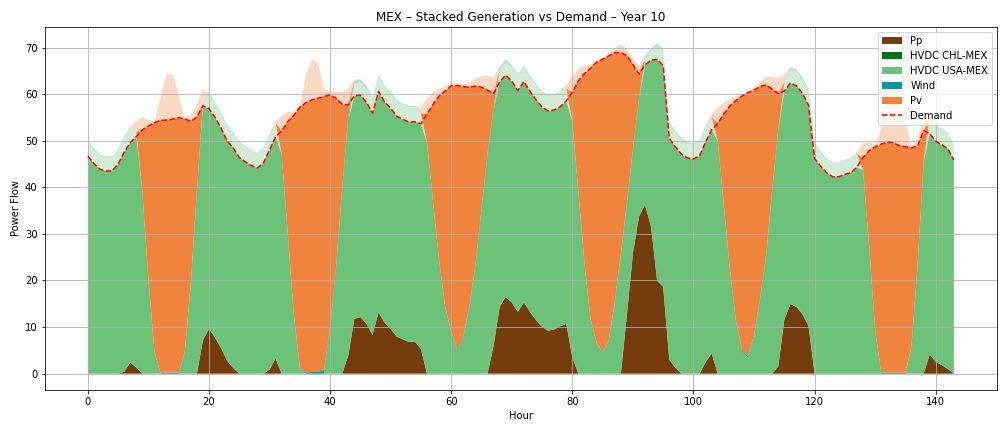 MEX – Stacked Generation vs Demand – Year 10
Power Flow
70
60
50
40
30
20
10
0
Pp
HVDC CHL-MEX
HVDC USA-MEX
Wind
Pv
Demand
0 20 40 60 80 100 120 140
Hour